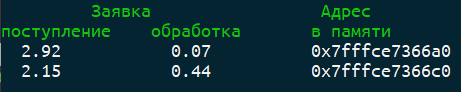 Заявка Адрес
поступление обработка в памяти
2.92 0.07 0x7fffce7366a0
2.15 0.44 0x7fffce7366c0